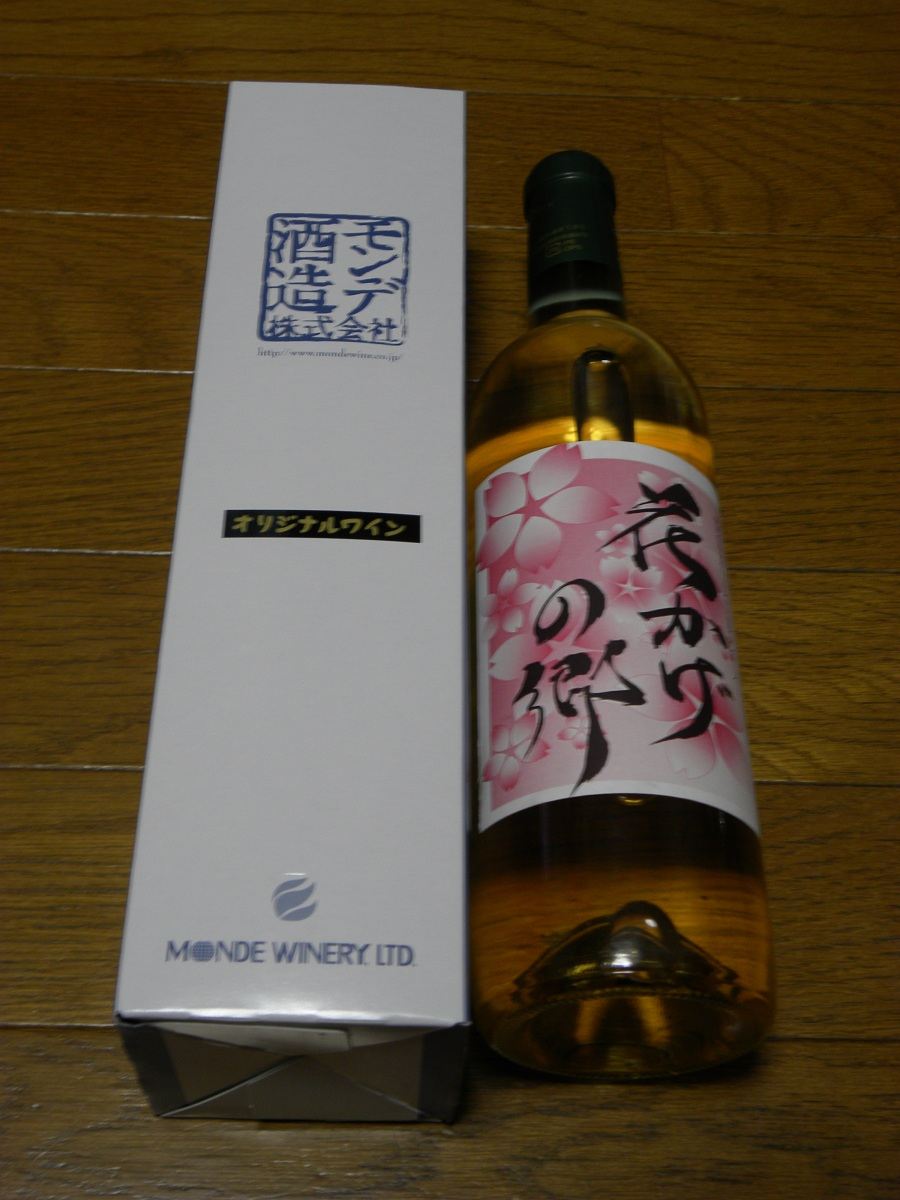 モンデ
酒造
株式会社
http://www.mondewine.co.jp/
オリジナルワイン
MONDE WINERY, LTD.
花かげ
の郷